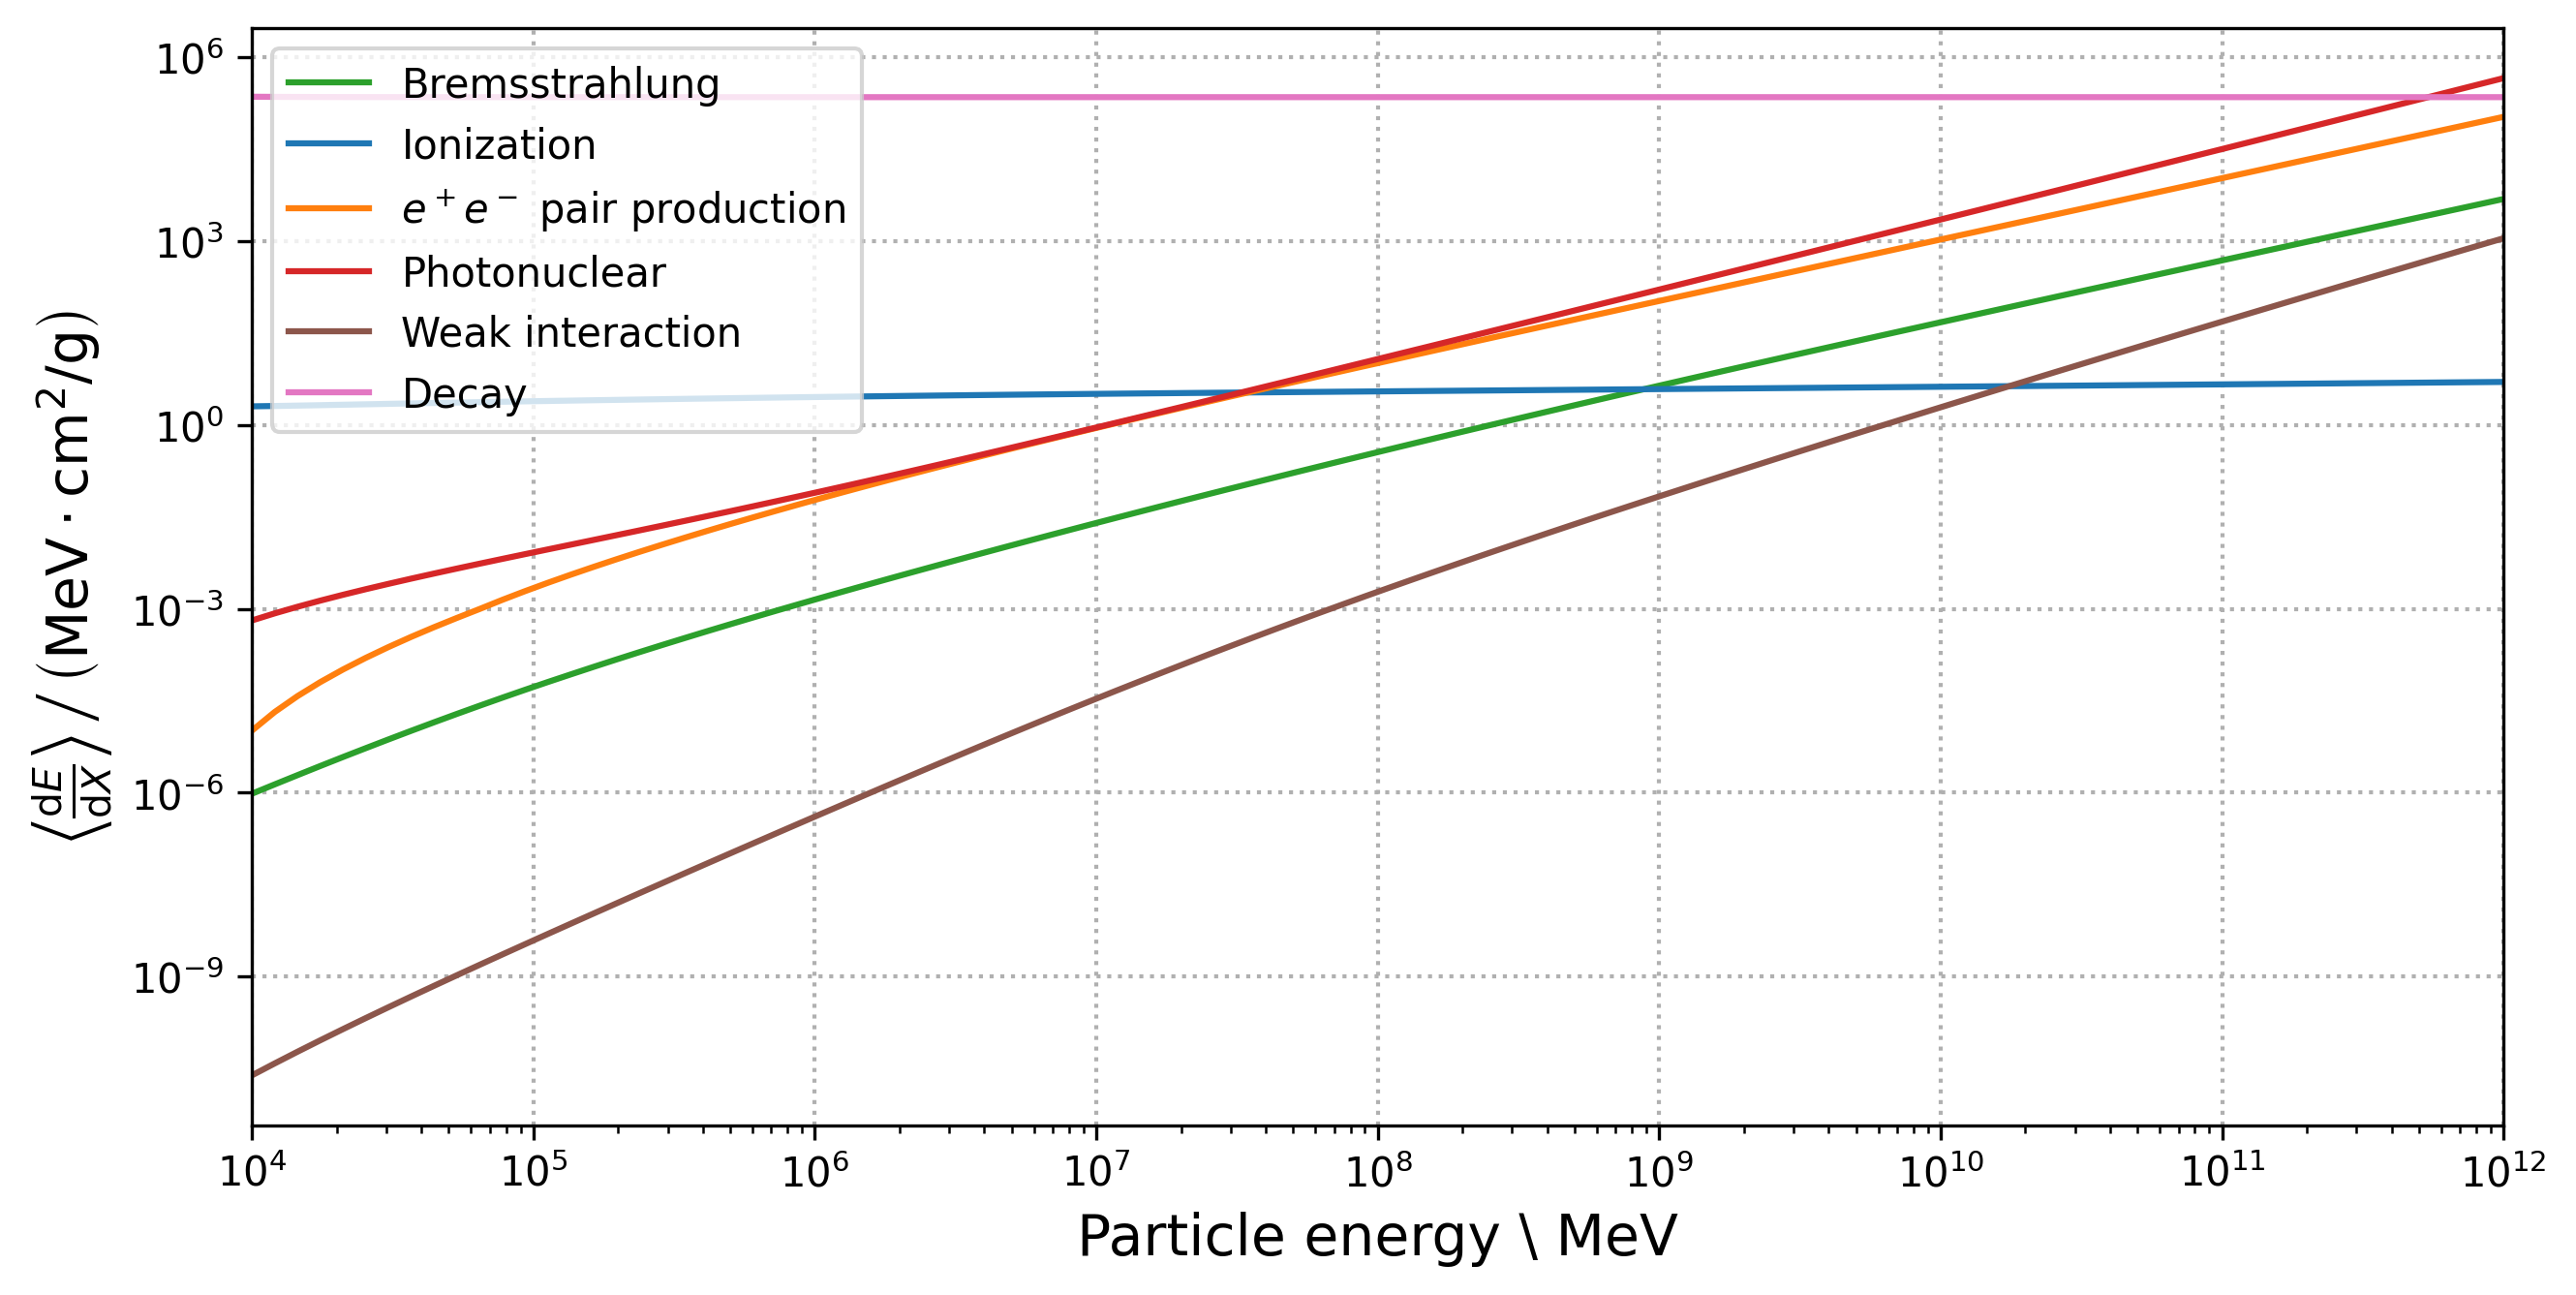 10⁶
10³
10⁰
10⁻³
10⁻⁶
10⁻⁹
⟨dE/dX⟩ / (MeV · cm²/g)
Bremsstrahlung
Ionization
e⁺e⁻ pair production
Photonuclear
Weak interaction
Decay
10⁴ 10⁵ 10⁶ 10⁷ 10⁸ 10⁹ 10¹⁰ 10¹¹ 10¹²
Particle energy \ MeV